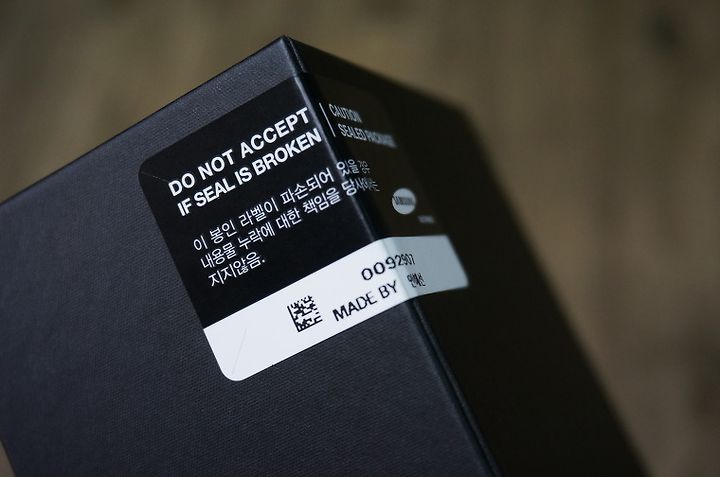 DO NOT ACCEPT
IF SEAL IS BROKEN
CAUTION
SEALED PACKAGE
이 봉인 라벨이 파손되어 있을 경우
내용물 누락에 대한 책임을 당사에서는
지지않음.
SAMSUNG
0092907
MADE BY